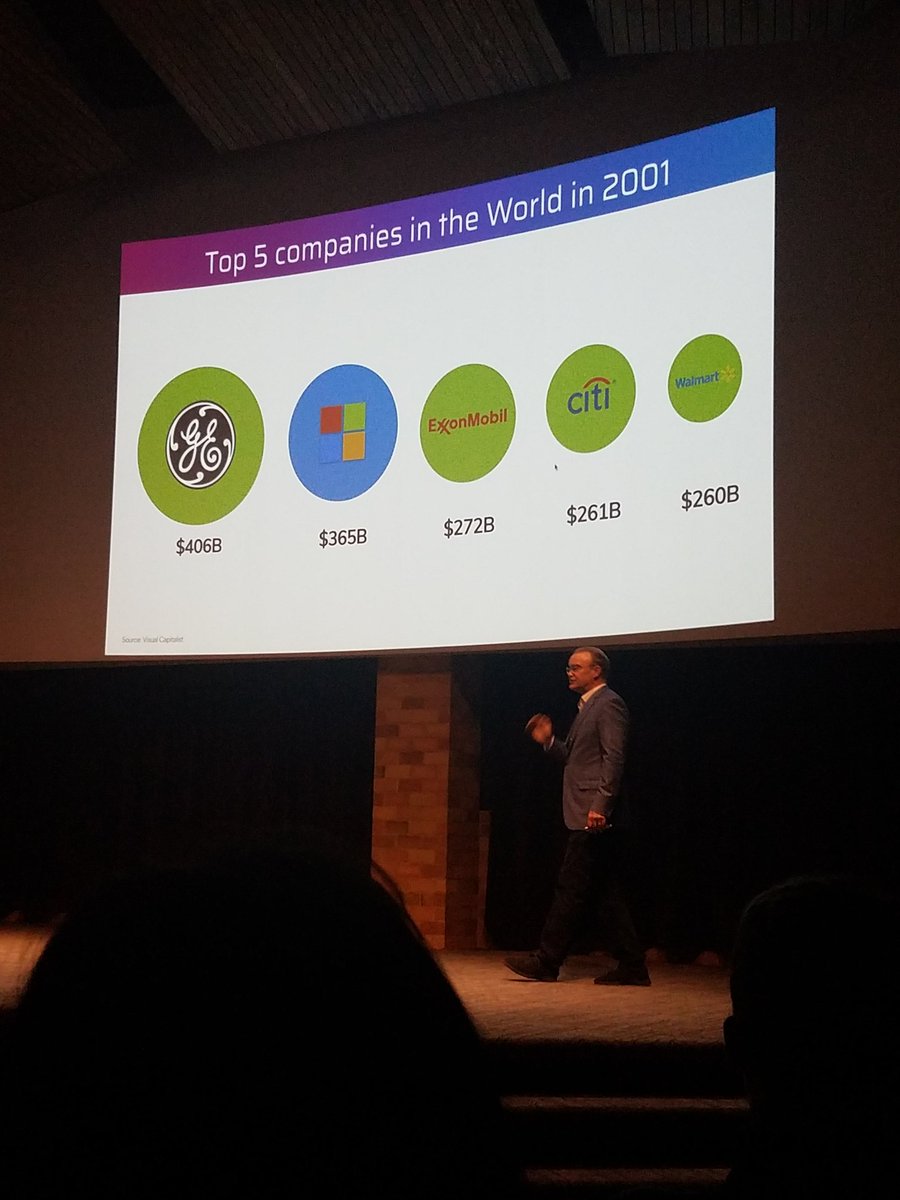 Top 5 companies in the World in 2001
GE
ExxonMobil
citi
Walmart
$406B
$365B
$272B
$261B
$260B
Source: Visual Capitalist